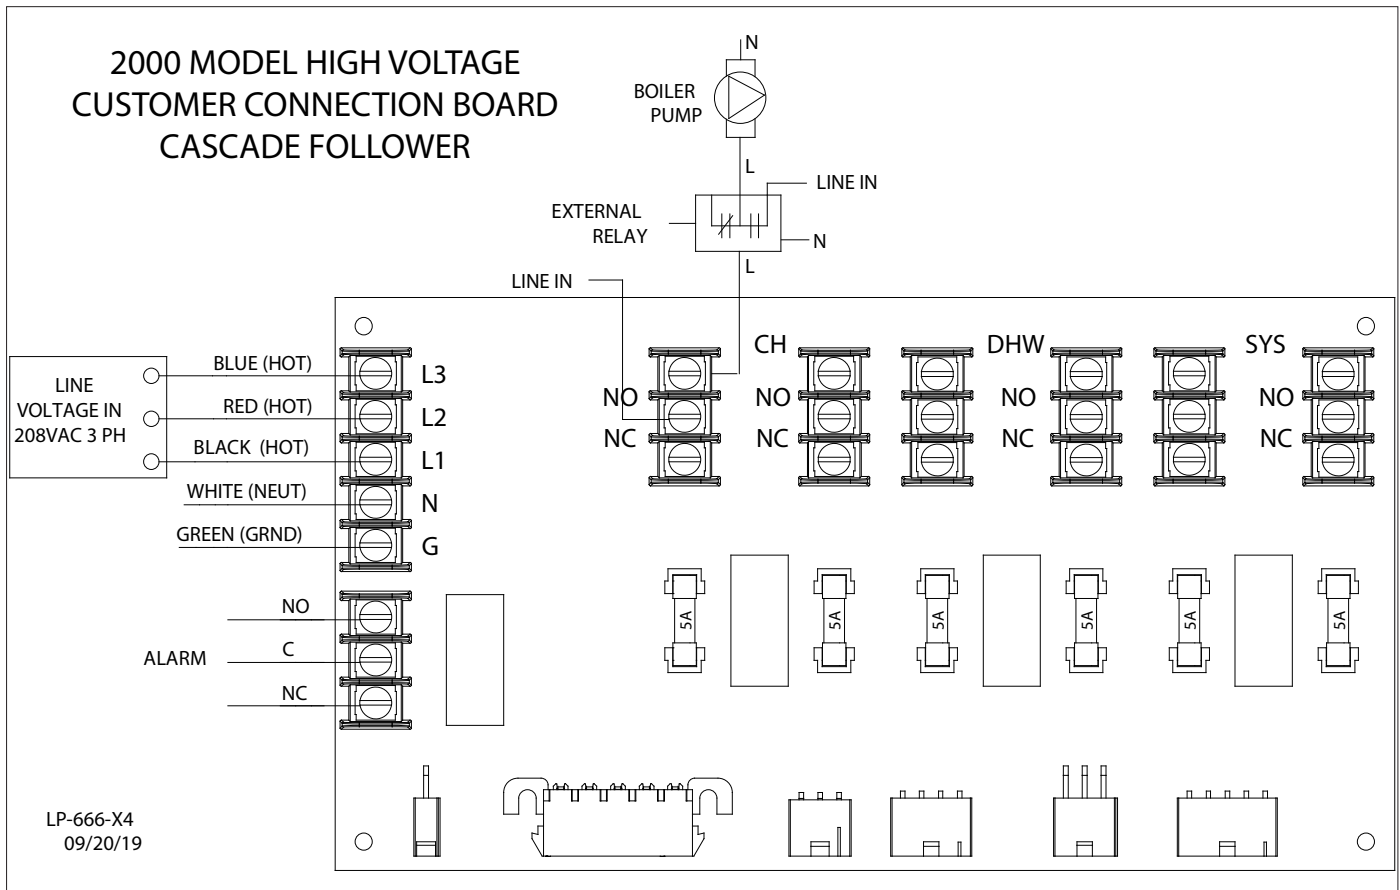 2000 MODEL HIGH VOLTAGE
CUSTOMER CONNECTION BOARD
CASCADE FOLLOWER
N
BOILER
PUMP
L
LINE IN
EXTERNAL
RELAY
N
L
LINE IN
LINE
VOLTAGE IN
208VAC 3 PH
BLUE (HOT)
L3
RED (HOT)
L2
BLACK (HOT)
L1
WHITE (NEUT)
N
GREEN (GRND)
G
CH
DHW
SYS
NO
NO
NO
NO
NC
NC
NC
NC
ALARM
NO
C
NC
5A
5A
5A
5A
5A
5A
LP-666-X4
09/20/19